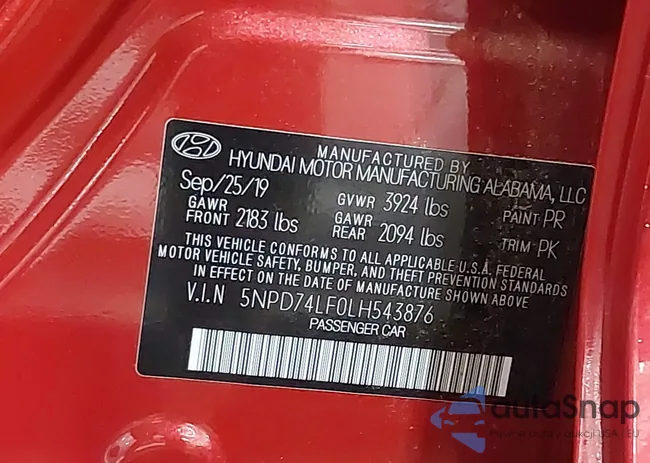 MANUFACTURED BY
HYUNDAI MOTOR MANUFACTURING ALABAMA, LLC
Sep/25/19 GVWR 3924 lbs PAINT PR
GAWR FRONT 2183 lbs GAWR REAR 2094 lbs TRIM PK
THIS VEHICLE CONFORMS TO ALL APPLICABLE U.S.A. FEDERAL
MOTOR VEHICLE SAFETY, BUMPER, AND THEFT PREVENTION STANDARDS
IN EFFECT ON THE DATE OF MANUFACTURE SHOWN ABOVE.
V.I.N 5NPD74LF0LH543876
PASSENGER CAR
autoSnap